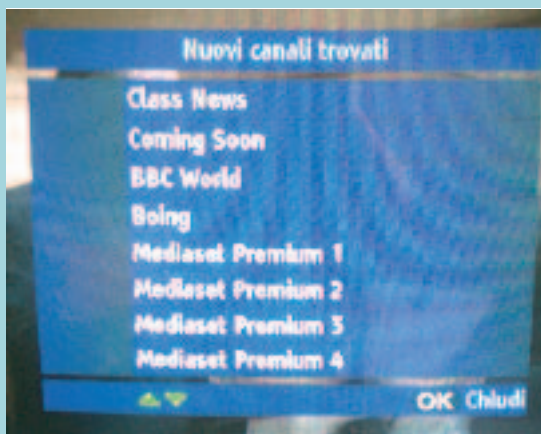 Nuovi canali trovati
Class News
Coming Soon
BBC World
Boing
Mediaset Premium 1
Mediaset Premium 2
Mediaset Premium 3
Mediaset Premium 4
OK Chiudi